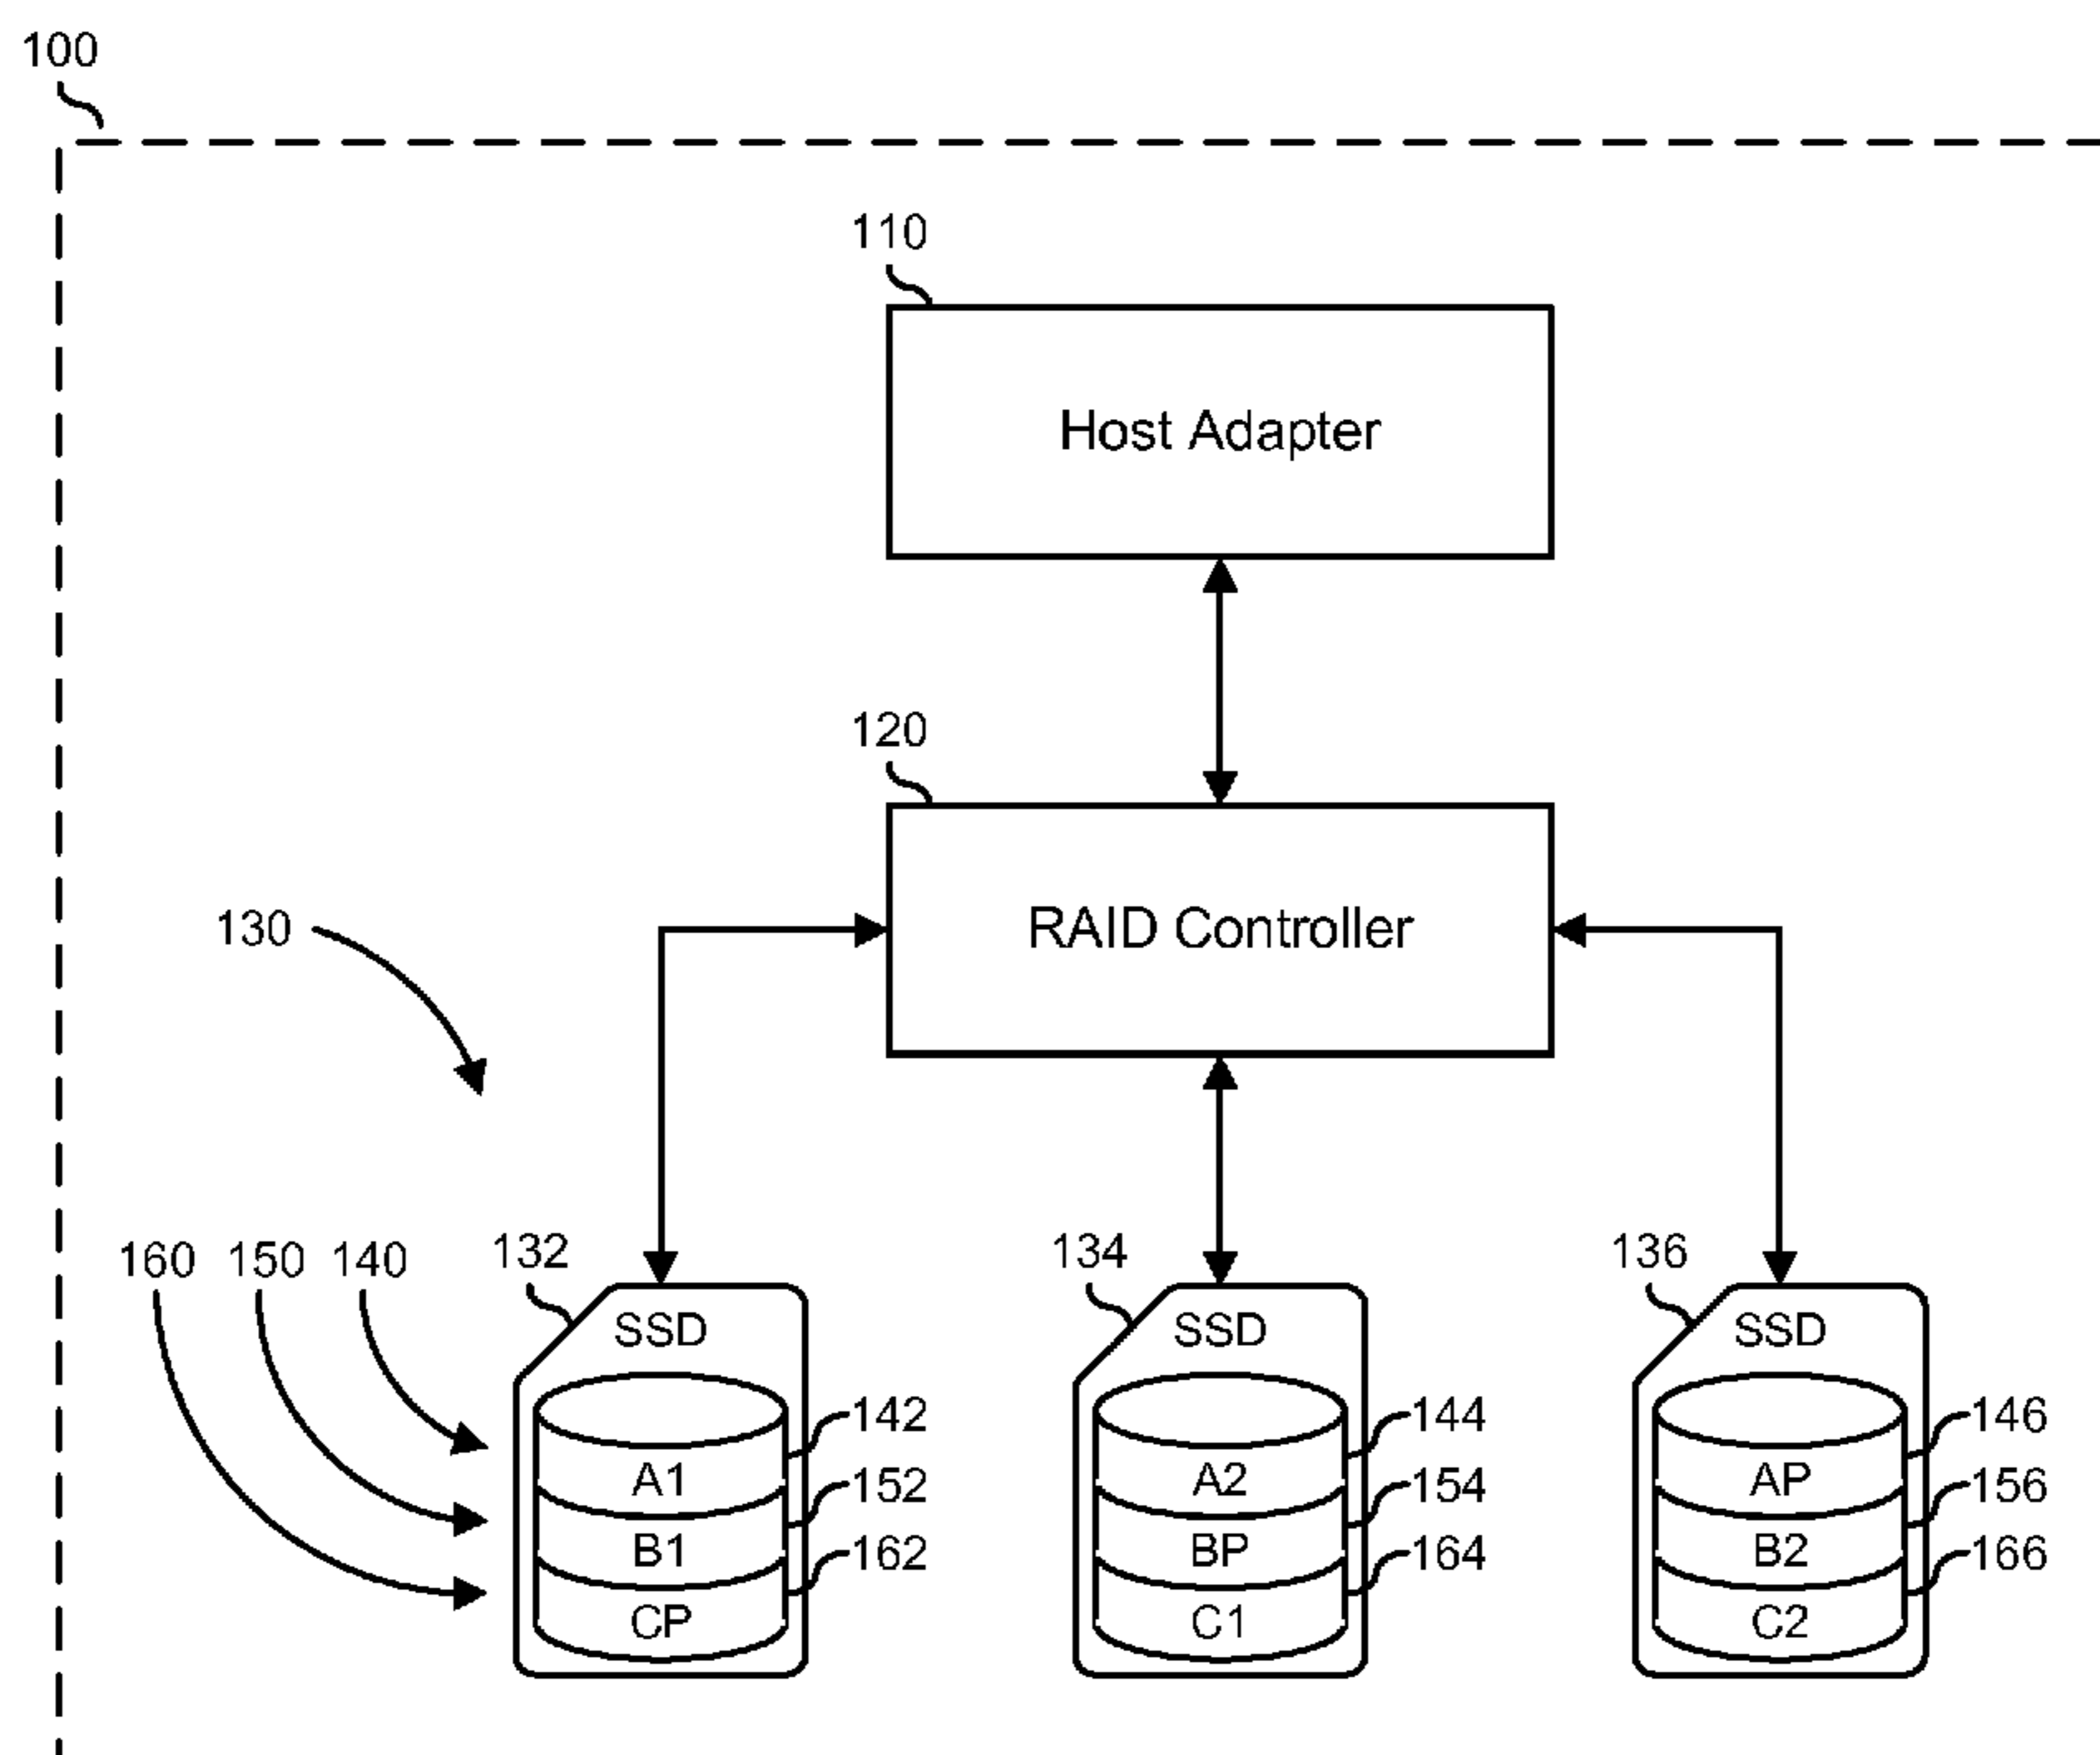 100
110
Host Adapter
120
RAID Controller
130
160 150 140 132 134 136
SSD SSD SSD
142 144 146
A1 A2 AP
152 154 156
B1 BP B2
162 164 166
CP C1 C2